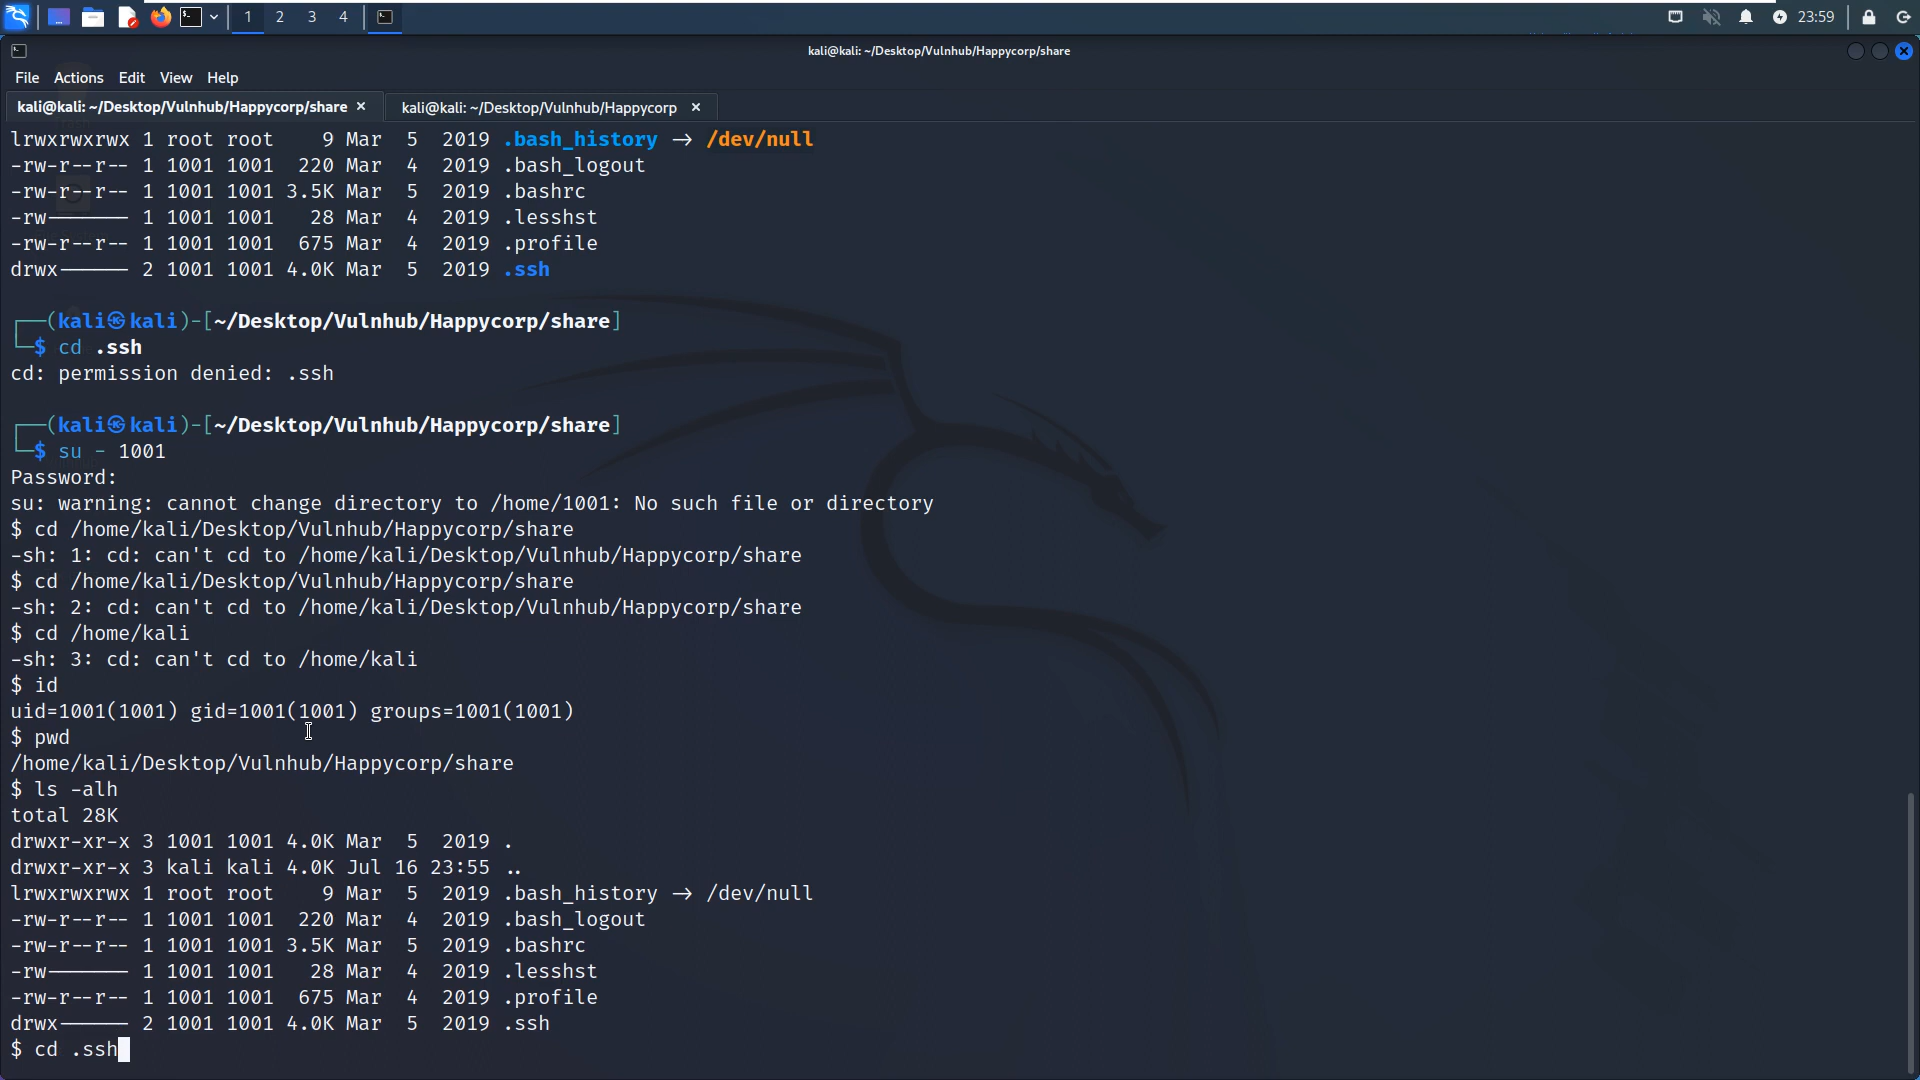 1 2 3 4 23:59
kali@kali: ~/Desktop/Vulnhub/Happycorp/share
File Actions Edit View Help
kali@kali: ~/Desktop/Vulnhub/Happycorp/share × kali@kali: ~/Desktop/Vulnhub/Happycorp ×
lrwxrwxrwx 1 root root    9 Mar  5  2019 .bash_history → /dev/null
-rw-r--r-- 1 1001 1001  220 Mar  4  2019 .bash_logout
-rw-r--r-- 1 1001 1001 3.5K Mar  5  2019 .bashrc
-rw------- 1 1001 1001   28 Mar  4  2019 .lesshst
-rw-r--r-- 1 1001 1001  675 Mar  4  2019 .profile
drwx------ 2 1001 1001 4.0K Mar  5  2019 .ssh
┌──(kali㉿kali)-[~/Desktop/Vulnhub/Happycorp/share]
└─$ cd .ssh
cd: permission denied: .ssh
┌──(kali㉿kali)-[~/Desktop/Vulnhub/Happycorp/share]
└─$ su - 1001
Password:
su: warning: cannot change directory to /home/1001: No such file or directory
$ cd /home/kali/Desktop/Vulnhub/Happycorp/share
-sh: 1: cd: can't cd to /home/kali/Desktop/Vulnhub/Happycorp/share
$ cd /home/kali/Desktop/Vulnhub/Happycorp/share
-sh: 2: cd: can't cd to /home/kali/Desktop/Vulnhub/Happycorp/share
$ cd /home/kali
-sh: 3: cd: can't cd to /home/kali
$ id
uid=1001(1001) gid=1001(1001) groups=1001(1001)
$ pwd
/home/kali/Desktop/Vulnhub/Happycorp/share
$ ls -alh
total 28K
drwxr-xr-x 3 1001 1001 4.0K Mar  5  2019 .
drwxr-xr-x 3 kali kali 4.0K Jul 16 23:55 ..
lrwxrwxrwx 1 root root    9 Mar  5  2019 .bash_history → /dev/null
-rw-r--r-- 1 1001 1001  220 Mar  4  2019 .bash_logout
-rw-r--r-- 1 1001 1001 3.5K Mar  5  2019 .bashrc
-rw------- 1 1001 1001   28 Mar  4  2019 .lesshst
-rw-r--r-- 1 1001 1001  675 Mar  4  2019 .profile
drwx------ 2 1001 1001 4.0K Mar  5  2019 .ssh
$ cd .ssh